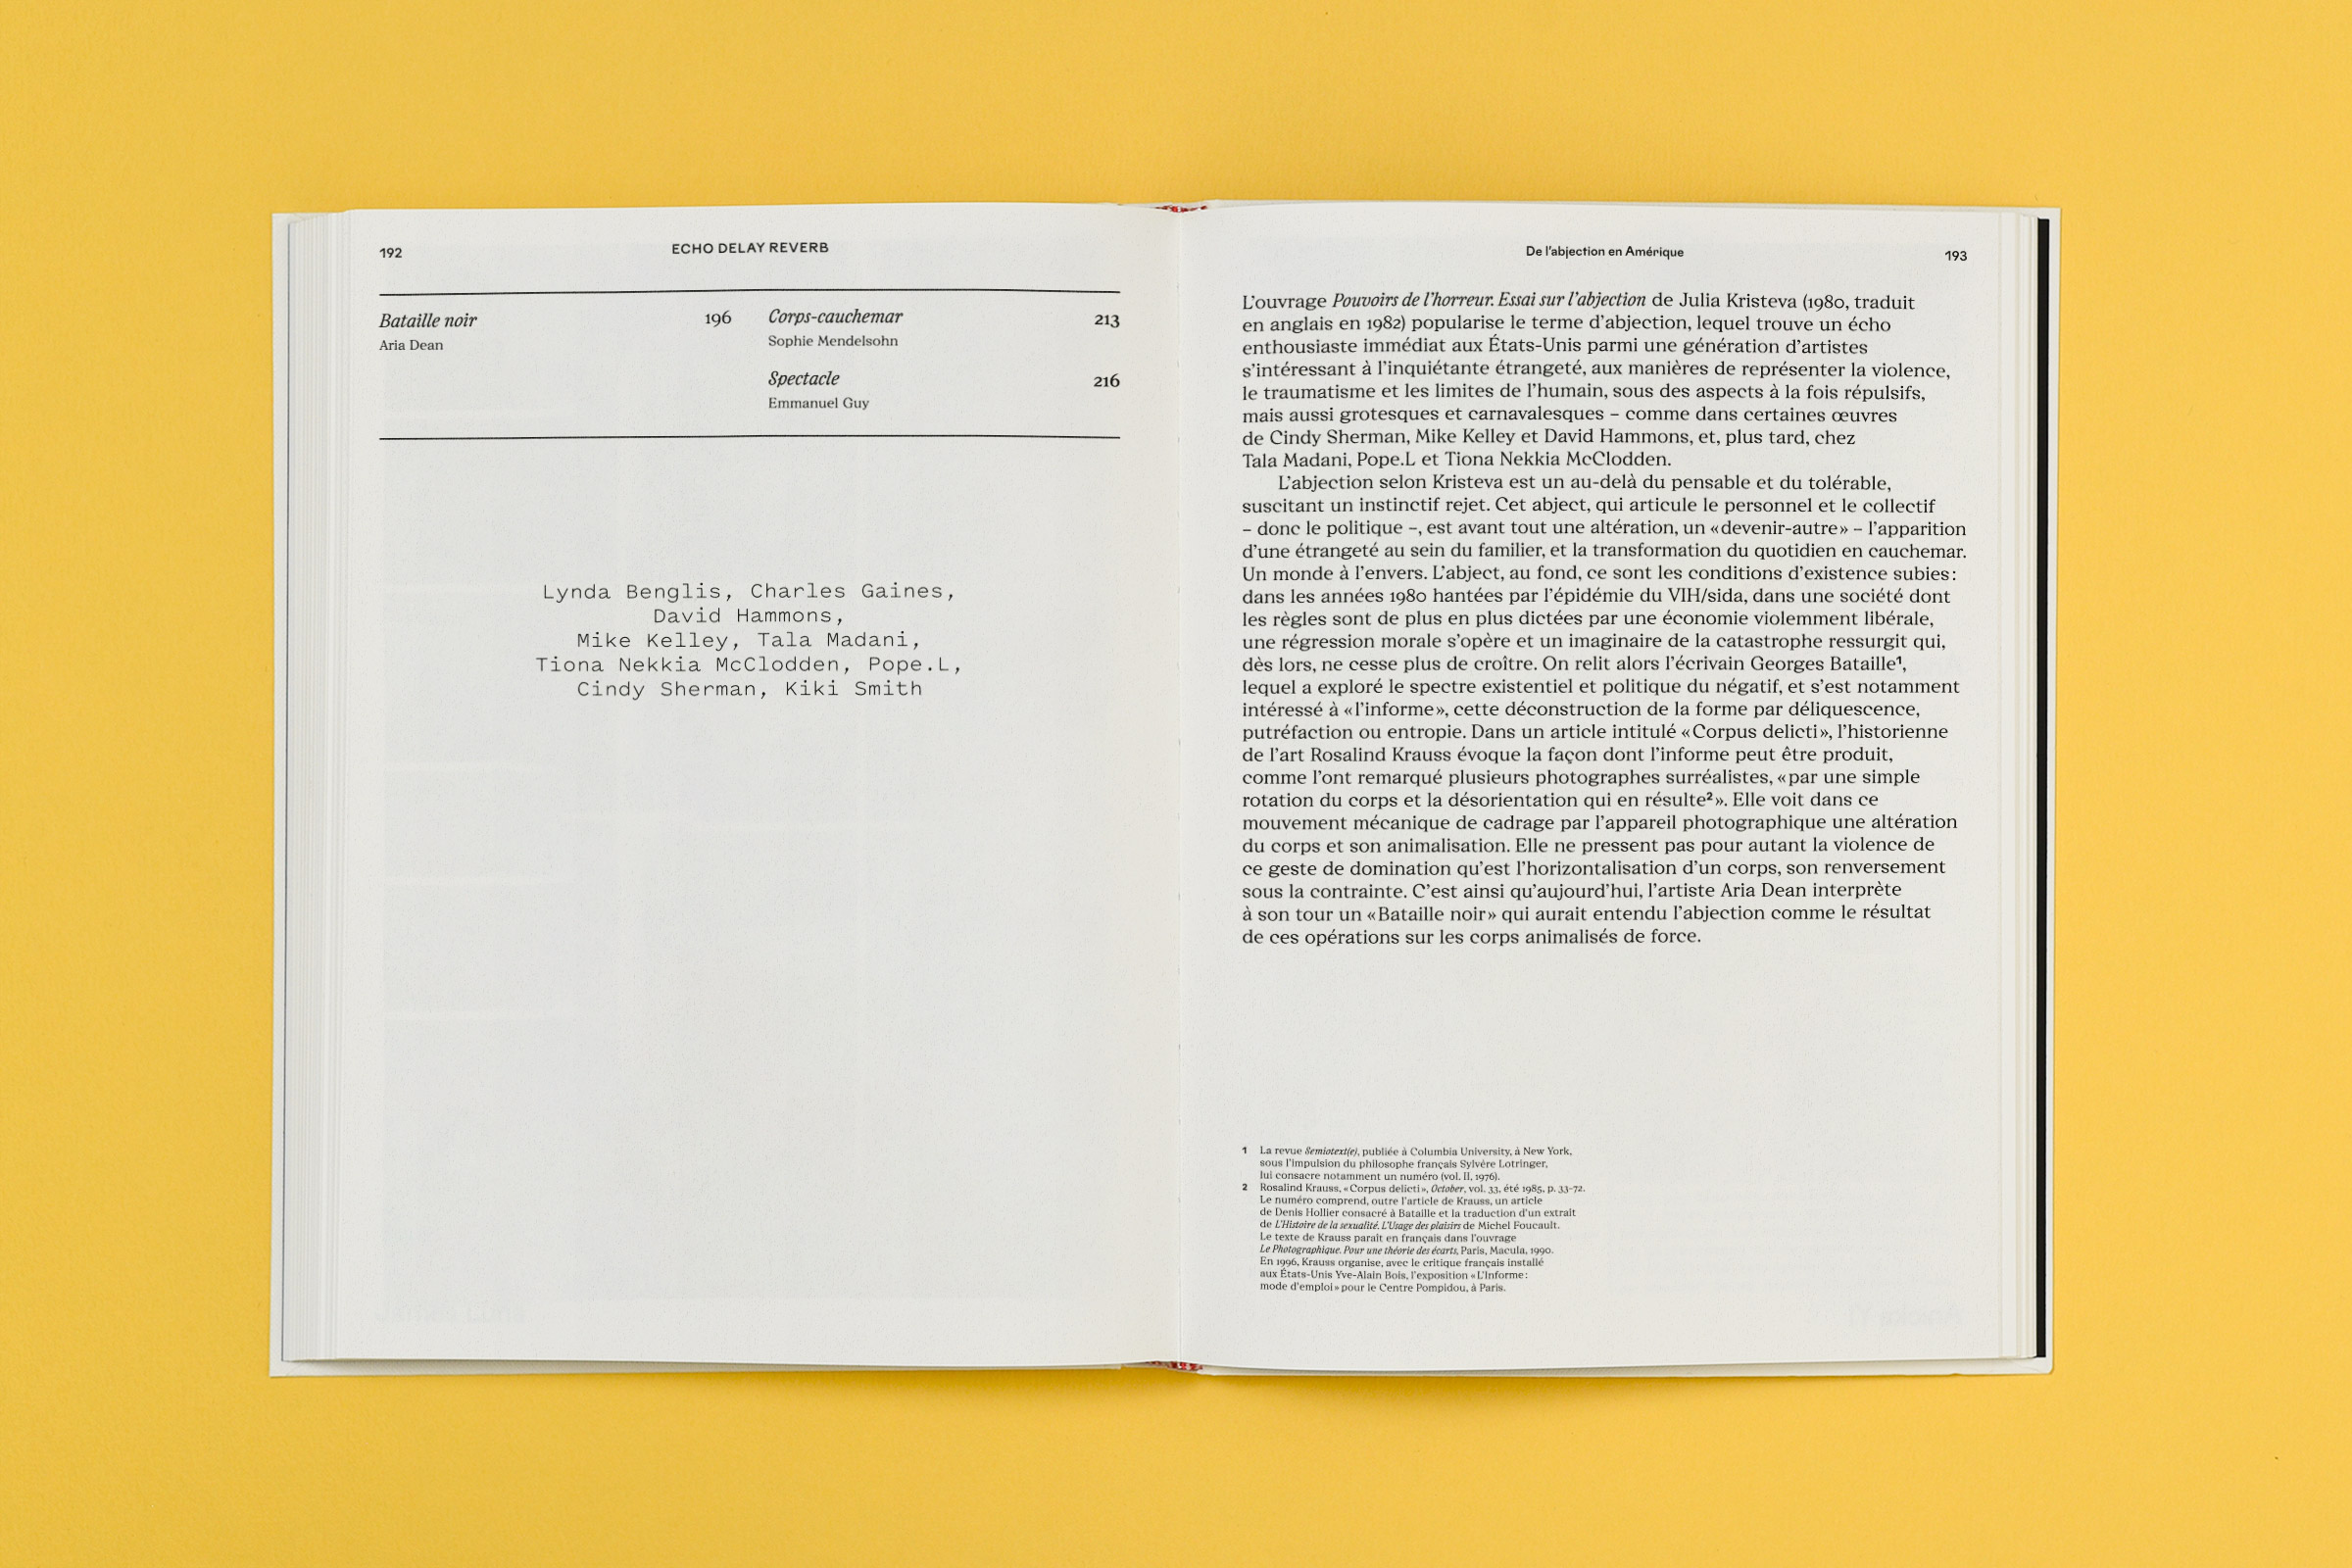 192
ECHO DELAY REVERB
Bataille noir 196
Aria Dean
Corps-cauchemar 213
Sophie Mendelsohn
Spectacle 216
Emmanuel Guy
Lynda Benglis, Charles Gaines,
David Hammons,
Mike Kelley, Tala Madani,
Tiona Nekkia McClodden, Pope.L,
Cindy Sherman, Kiki Smith
De l’abjection en Amérique
193
L’ouvrage Pouvoirs de l’horreur. Essai sur l’abjection de Julia Kristeva (1980, traduit
en anglais en 1982) popularise le terme d’abjection, lequel trouve un écho
enthousiaste immédiat aux États-Unis parmi une génération d’artistes
s’intéressant à l’inquiétante étrangeté, aux manières de représenter la violence,
le traumatisme et les limites de l’humain, sous des aspects à la fois répulsifs,
mais aussi grotesques et carnavalesques – comme dans certaines œuvres
de Cindy Sherman, Mike Kelley et David Hammons, et, plus tard, chez
Tala Madani, Pope.L et Tiona Nekkia McClodden.
L’abjection selon Kristeva est un au-delà du pensable et du tolérable,
suscitant un instinctif rejet. Cet abject, qui articule le personnel et le collectif
– donc le politique –, est avant tout une altération, un «devenir-autre» – l’apparition
d’une étrangeté au sein du familier, et la transformation du quotidien en cauchemar.
Un monde à l’envers. L’abject, au fond, ce sont les conditions d’existence subies:
dans les années 1980 hantées par l’épidémie du VIH/sida, dans une société dont
les règles sont de plus en plus dictées par une économie violemment libérale,
une régression morale s’opère et un imaginaire de la catastrophe ressurgit qui,
dès lors, ne cesse plus de croître. On relit alors l’écrivain Georges Bataille¹,
lequel a exploré le spectre existentiel et politique du négatif, et s’est notamment
intéressé à «l’informe», cette déconstruction de la forme par déliquescence,
putréfaction ou entropie. Dans un article intitulé «Corpus delicti», l’historienne
de l’art Rosalind Krauss évoque la façon dont l’informe peut être produit,
comme l’ont remarqué plusieurs photographes surréalistes, «par une simple
rotation du corps et la désorientation qui en résulte²». Elle voit dans ce
mouvement mécanique de cadrage par l’appareil photographique une altération
du corps et son animalisation. Elle ne pressent pas pour autant la violence de
ce geste de domination qu’est l’horizontalisation d’un corps, son renversement
sous la contrainte. C’est ainsi qu’aujourd’hui, l’artiste Aria Dean interprète
à son tour un «Bataille noir» qui aurait entendu l’abjection comme le résultat
de ces opérations sur les corps animalisés de force.
1 La revue Semiotext(e), publiée à Columbia University, à New York,
sous l’impulsion du philosophe français Sylvère Lotringer,
lui consacre notamment un numéro (vol. II, 1976).
2 Rosalind Krauss, «Corpus delicti», October, vol. 33, été 1985, p. 33-72.
Le numéro comprend, outre l’article de Krauss, un article
de Denis Hollier consacré à Bataille et la traduction d’un extrait
de L’Histoire de la sexualité. L’Usage des plaisirs de Michel Foucault.
Le texte de Krauss paraît en français dans l’ouvrage
Le Photographique. Pour une théorie des écarts, Paris, Macula, 1990.
En 1996, Krauss organise, avec le critique français installé
aux États-Unis Yve-Alain Bois, l’exposition «L’Informe:
mode d’emploi» pour le Centre Pompidou, à Paris.